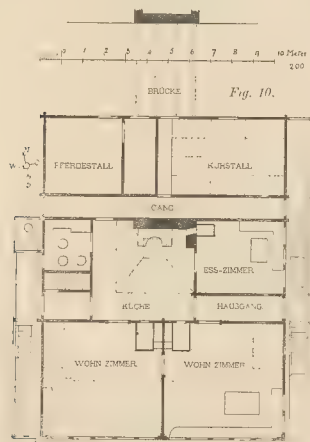 0 1 2 3 4 5 6 7 8 9 10 Meter
200
BRÜCKE
Fig. 10.
W
PFERDESTALL
KUHSTALL
GANG
ESS-ZIMMER
KÜCHE
HAUSGANG
WOHN ZIMMER
WOHN ZIMMER